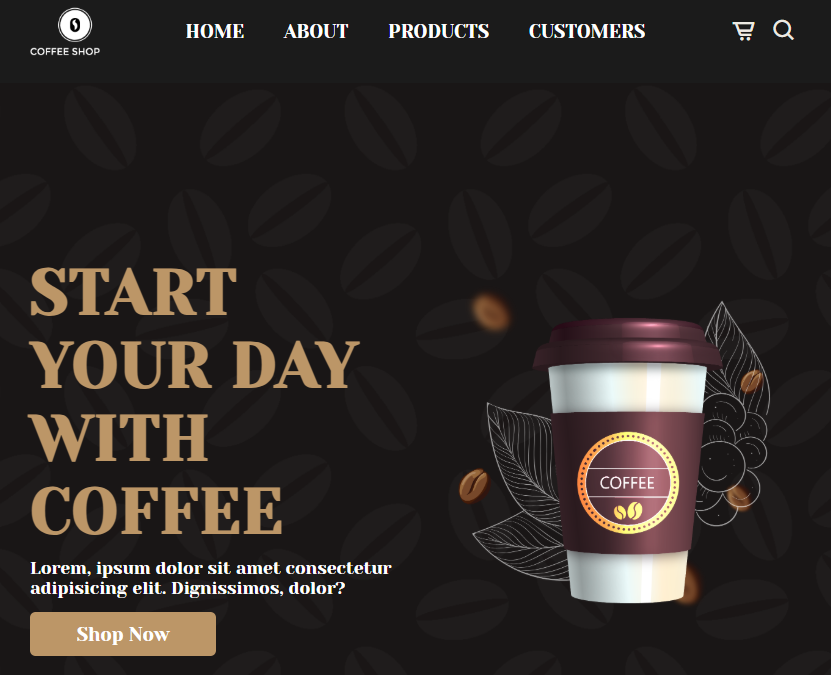 COFFEE SHOP
HOME ABOUT PRODUCTS CUSTOMERS
START
YOUR DAY
WITH
COFFEE
Lorem, ipsum dolor sit amet consectetur
adipisicing elit. Dignissimos, dolor?
Shop Now
COFFEE